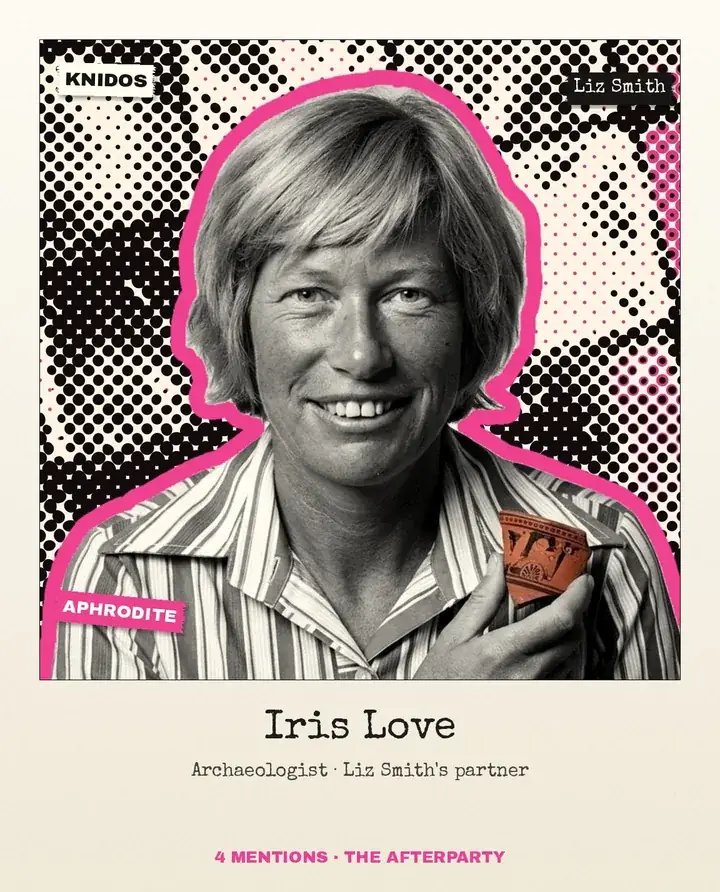 KNIDOS
Liz Smith
APHRODITE
Iris Love
Archaeologist · Liz Smith's partner
4 MENTIONS · THE AFTERPARTY